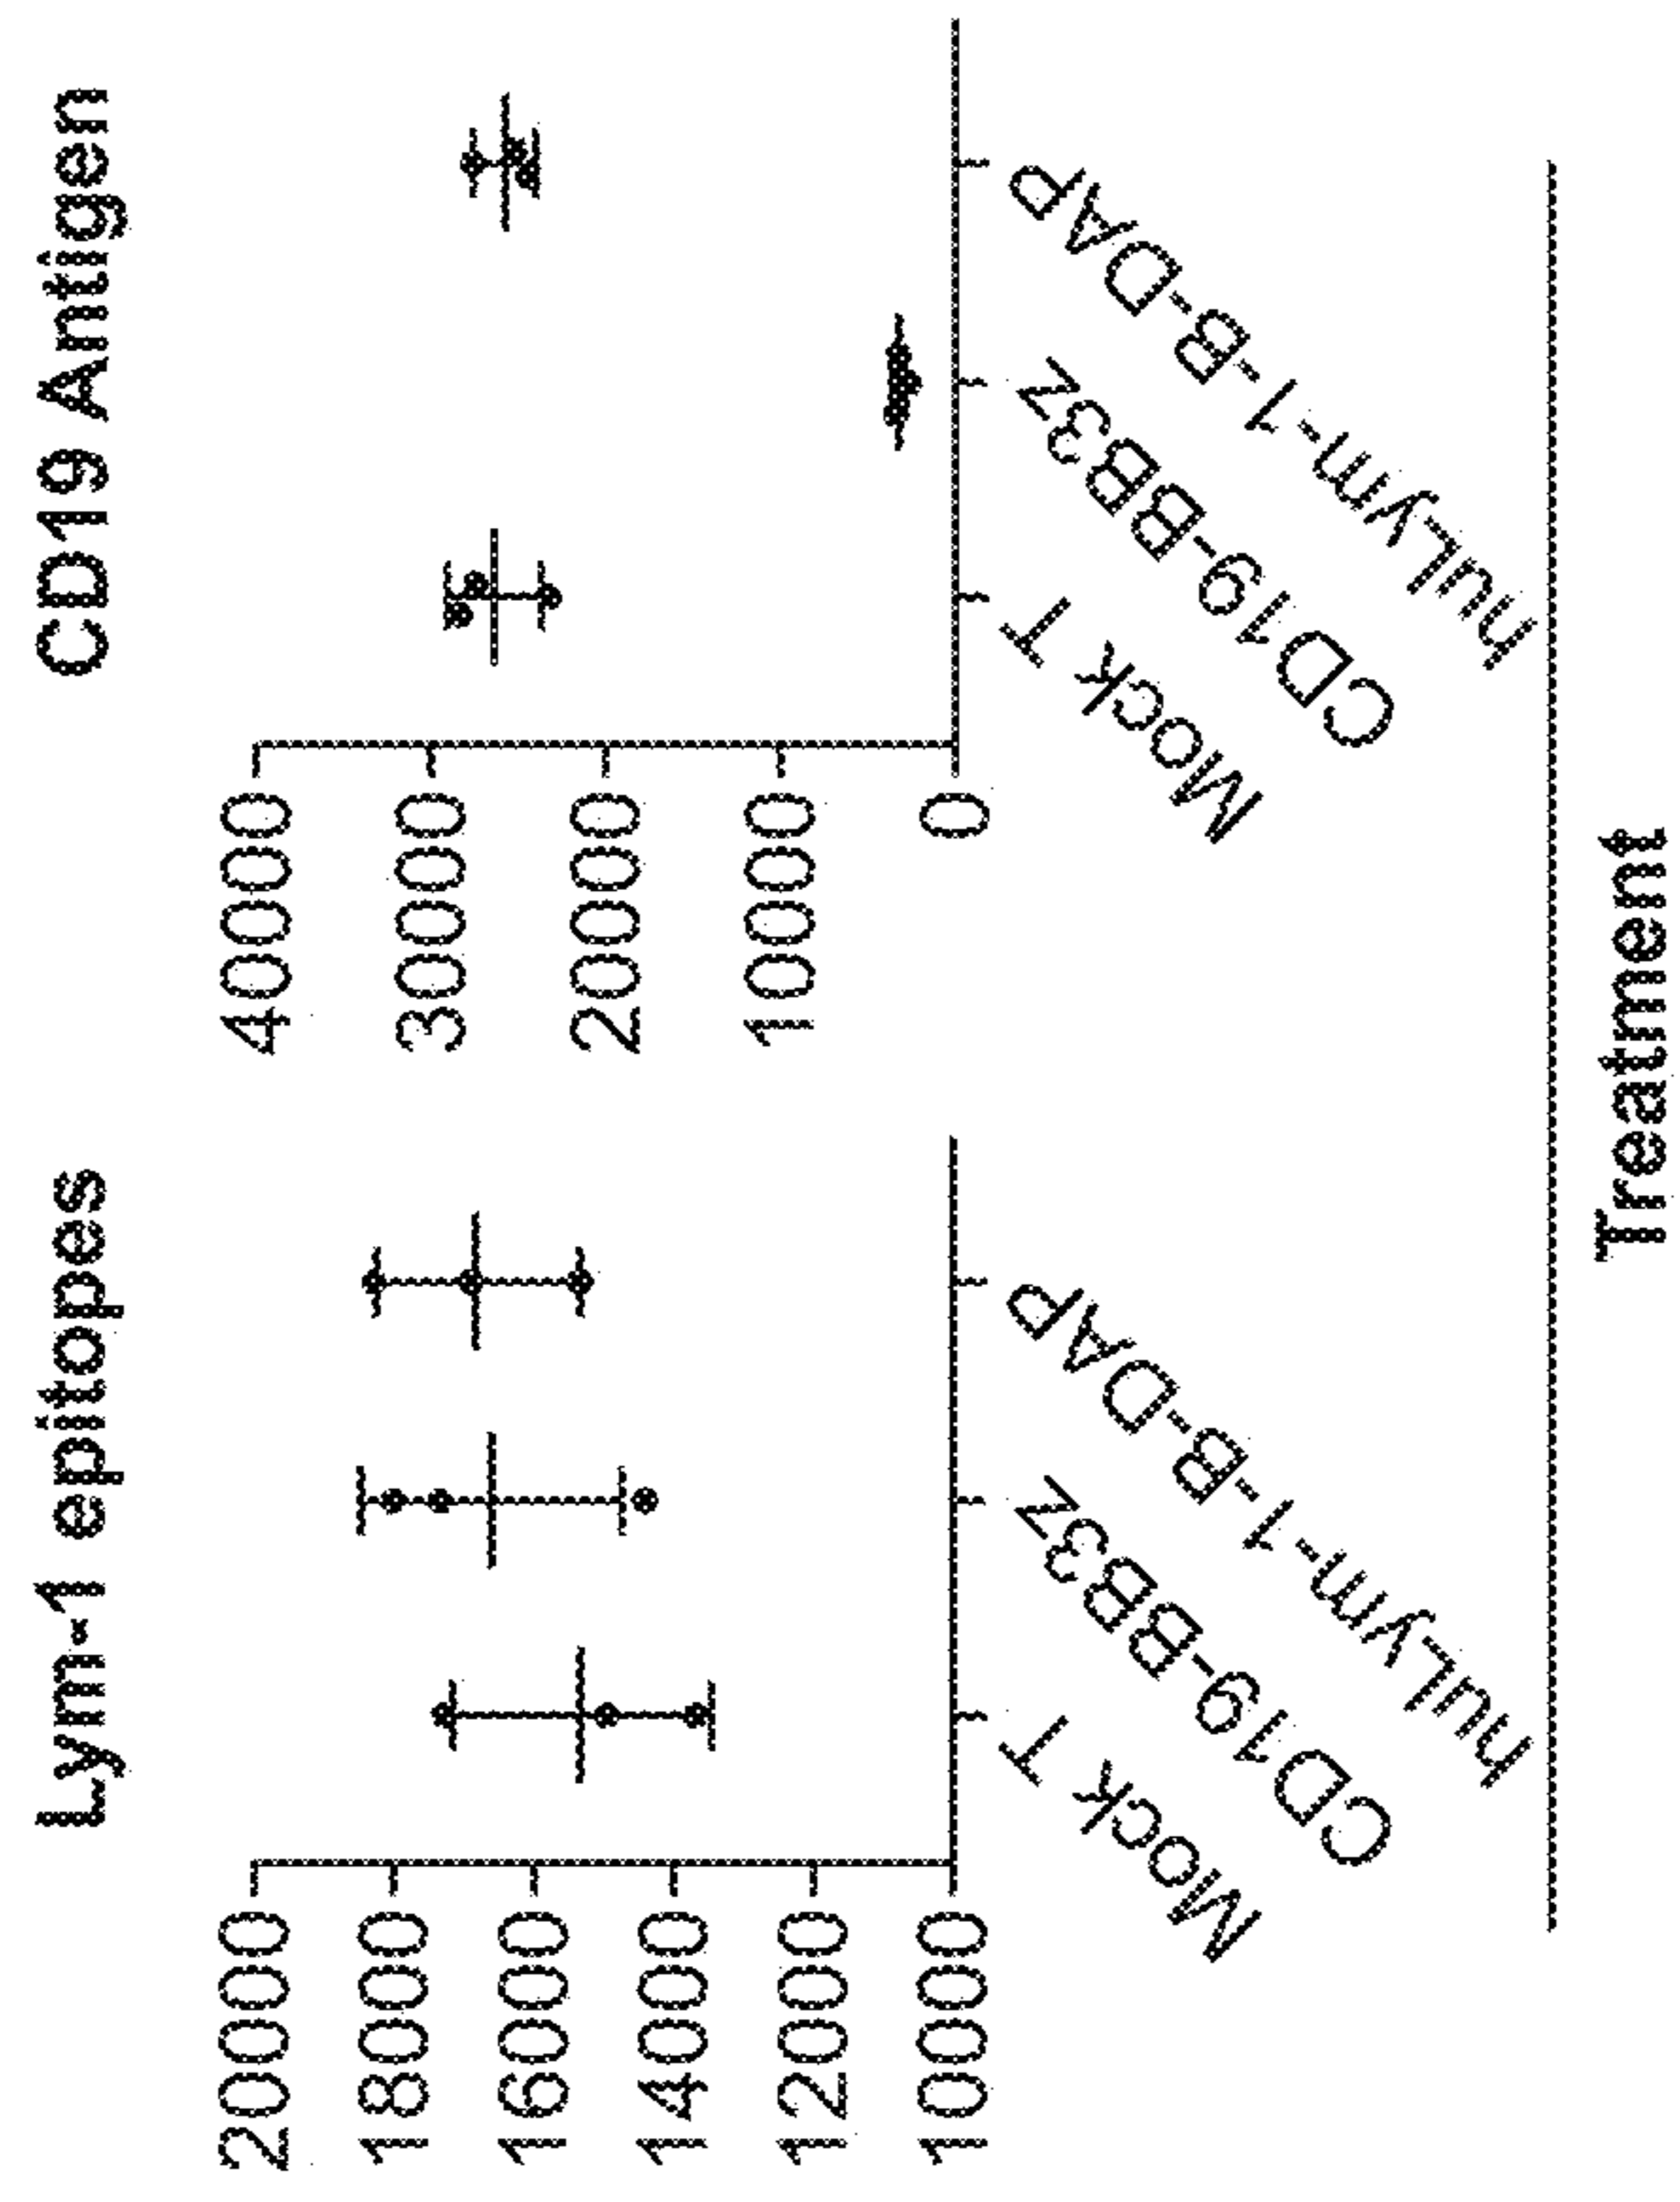 Lym-1 epitopes
20000
18000
16000
14000
12000
10000
Mock T
CD19-BB3z
huLym-1-B-DAP
CD19 Antigen
40000
30000
20000
10000
0
Mock T
CD19-BB3z
huLym-1-B-DAP
Treatment